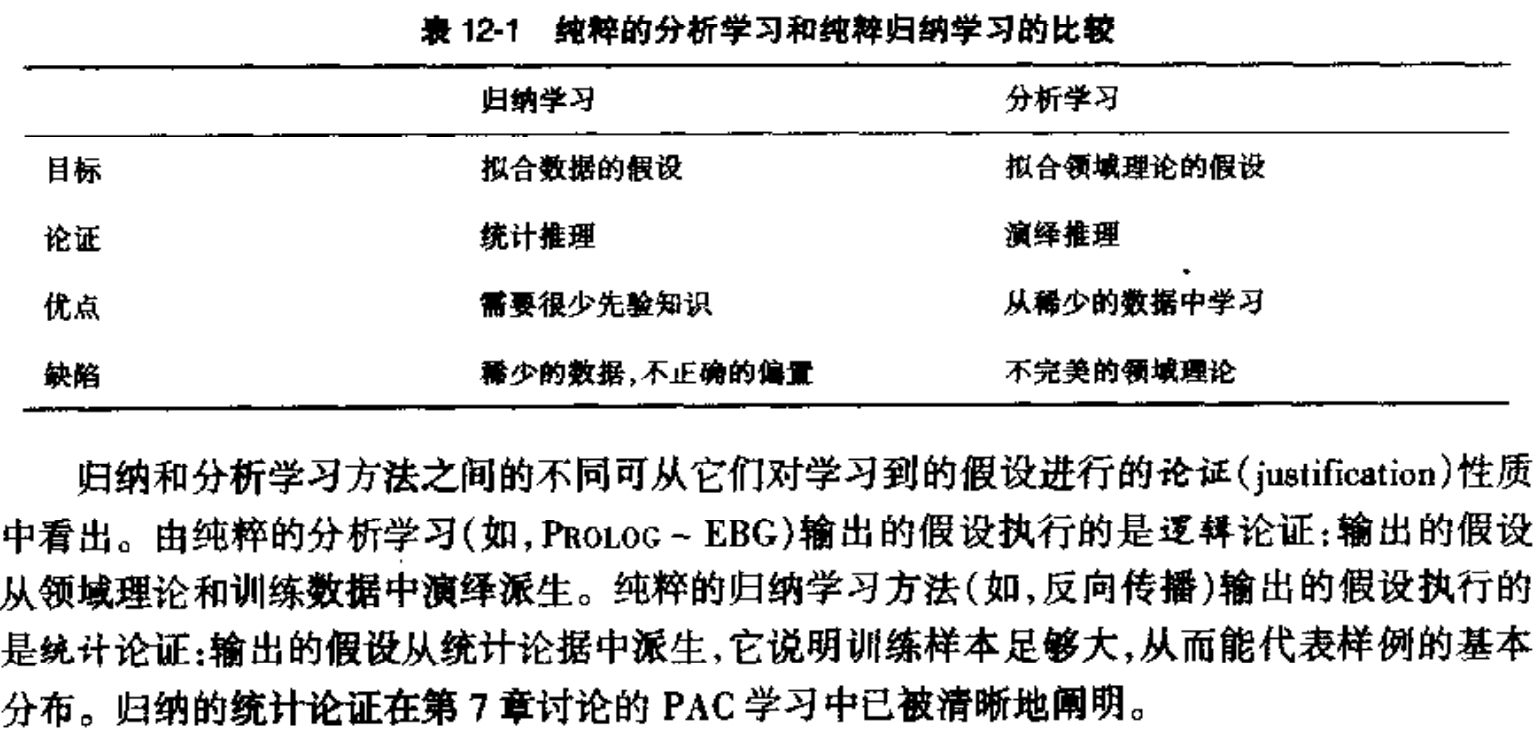 表 12-1 纯粹的分析学习和纯粹归纳学习的比较
归纳学习 分析学习
目标 拟合数据的假设 拟合领域理论的假设
论证 统计推理 演绎推理
优点 需要很少先验知识 从稀少的数据中学习
缺陷 稀少的数据,不正确的偏置 不完美的领域理论
归纳和分析学习方法之间的不同可从它们对学习到的假设进行的论证(justification)性质
中看出。由纯粹的分析学习(如,PROLOG ~ EBG)输出的假设执行的是逻辑论证:输出的假设
从领域理论和训练数据中演绎派生。纯粹的归纳学习方法(如,反向传播)输出的假设执行的
是统计论证:输出的假设从统计论据中派生,它说明训练样本足够大,从而能代表样例的基本
分布。归纳的统计论证在第 7 章讨论的 PAC 学习中已被清晰地阐明。